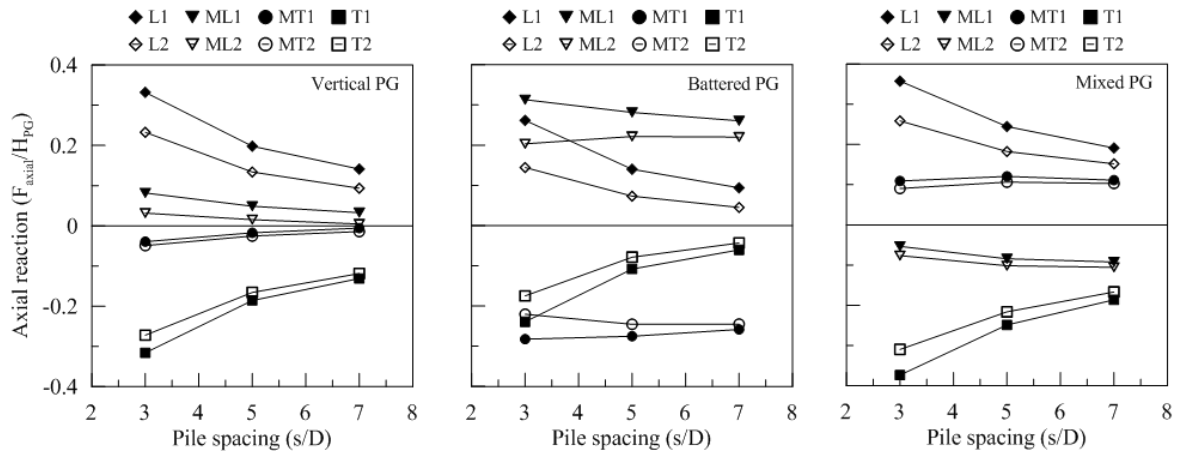 L1 ML1 MT1 T1
L2 ML2 MT2 T2
L1 ML1 MT1 T1
L2 ML2 MT2 T2
L1 ML1 MT1 T1
L2 ML2 MT2 T2
Axial reaction (F_axial/H_PG)
0.4
0.2
0
-0.2
-0.4
Vertical PG
2 3 4 5 6 7 8
Pile spacing (s/D)
Battered PG
2 3 4 5 6 7 8
Pile spacing (s/D)
Mixed PG
2 3 4 5 6 7 8
Pile spacing (s/D)